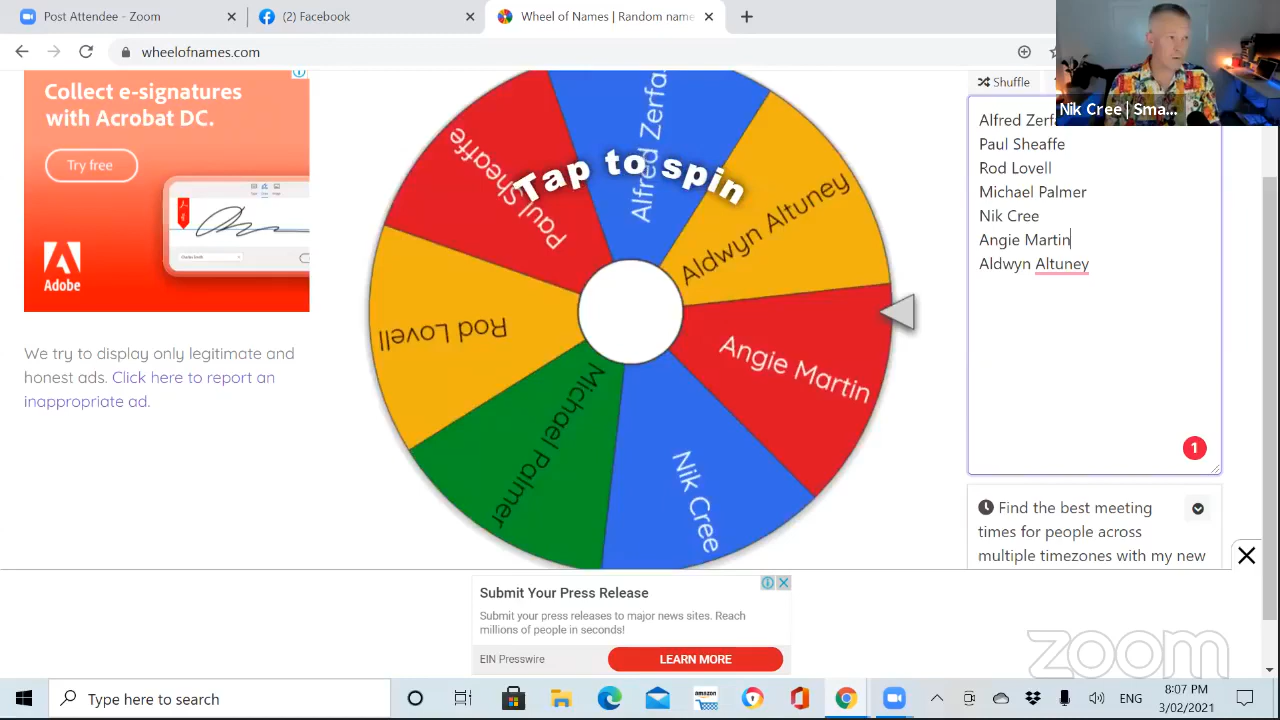 Post Attendee - Zoom
(2) Facebook
Wheel of Names | Random name
wheelofnames.com
Nik Cree | Sma...
Collect e-signatures
with Acrobat DC.
Try free
Adobe
We try to display only legitimate and
honest ads. Click here to report an
inappropriate ad.
Tap to spin
Alfred Zerfa
Aldwyn Altuney
Angie Martin
Nik Cree
Michael Palmer
Rod Lovell
Paul Sheaffe
Shuffle
Alfred Zerfa
Paul Sheaffe
Rod Lovell
Michael Palmer
Nik Cree
Angie Martin
Aldwyn Altuney
1
Find the best meeting
times for people across
multiple timezones with my new
Submit Your Press Release
Submit your press releases to major news sites. Reach
millions of people in seconds!
EIN Presswire
LEARN MORE
zoom
Type here to search
amazon
ENG
8:07 PM
3/02/2021